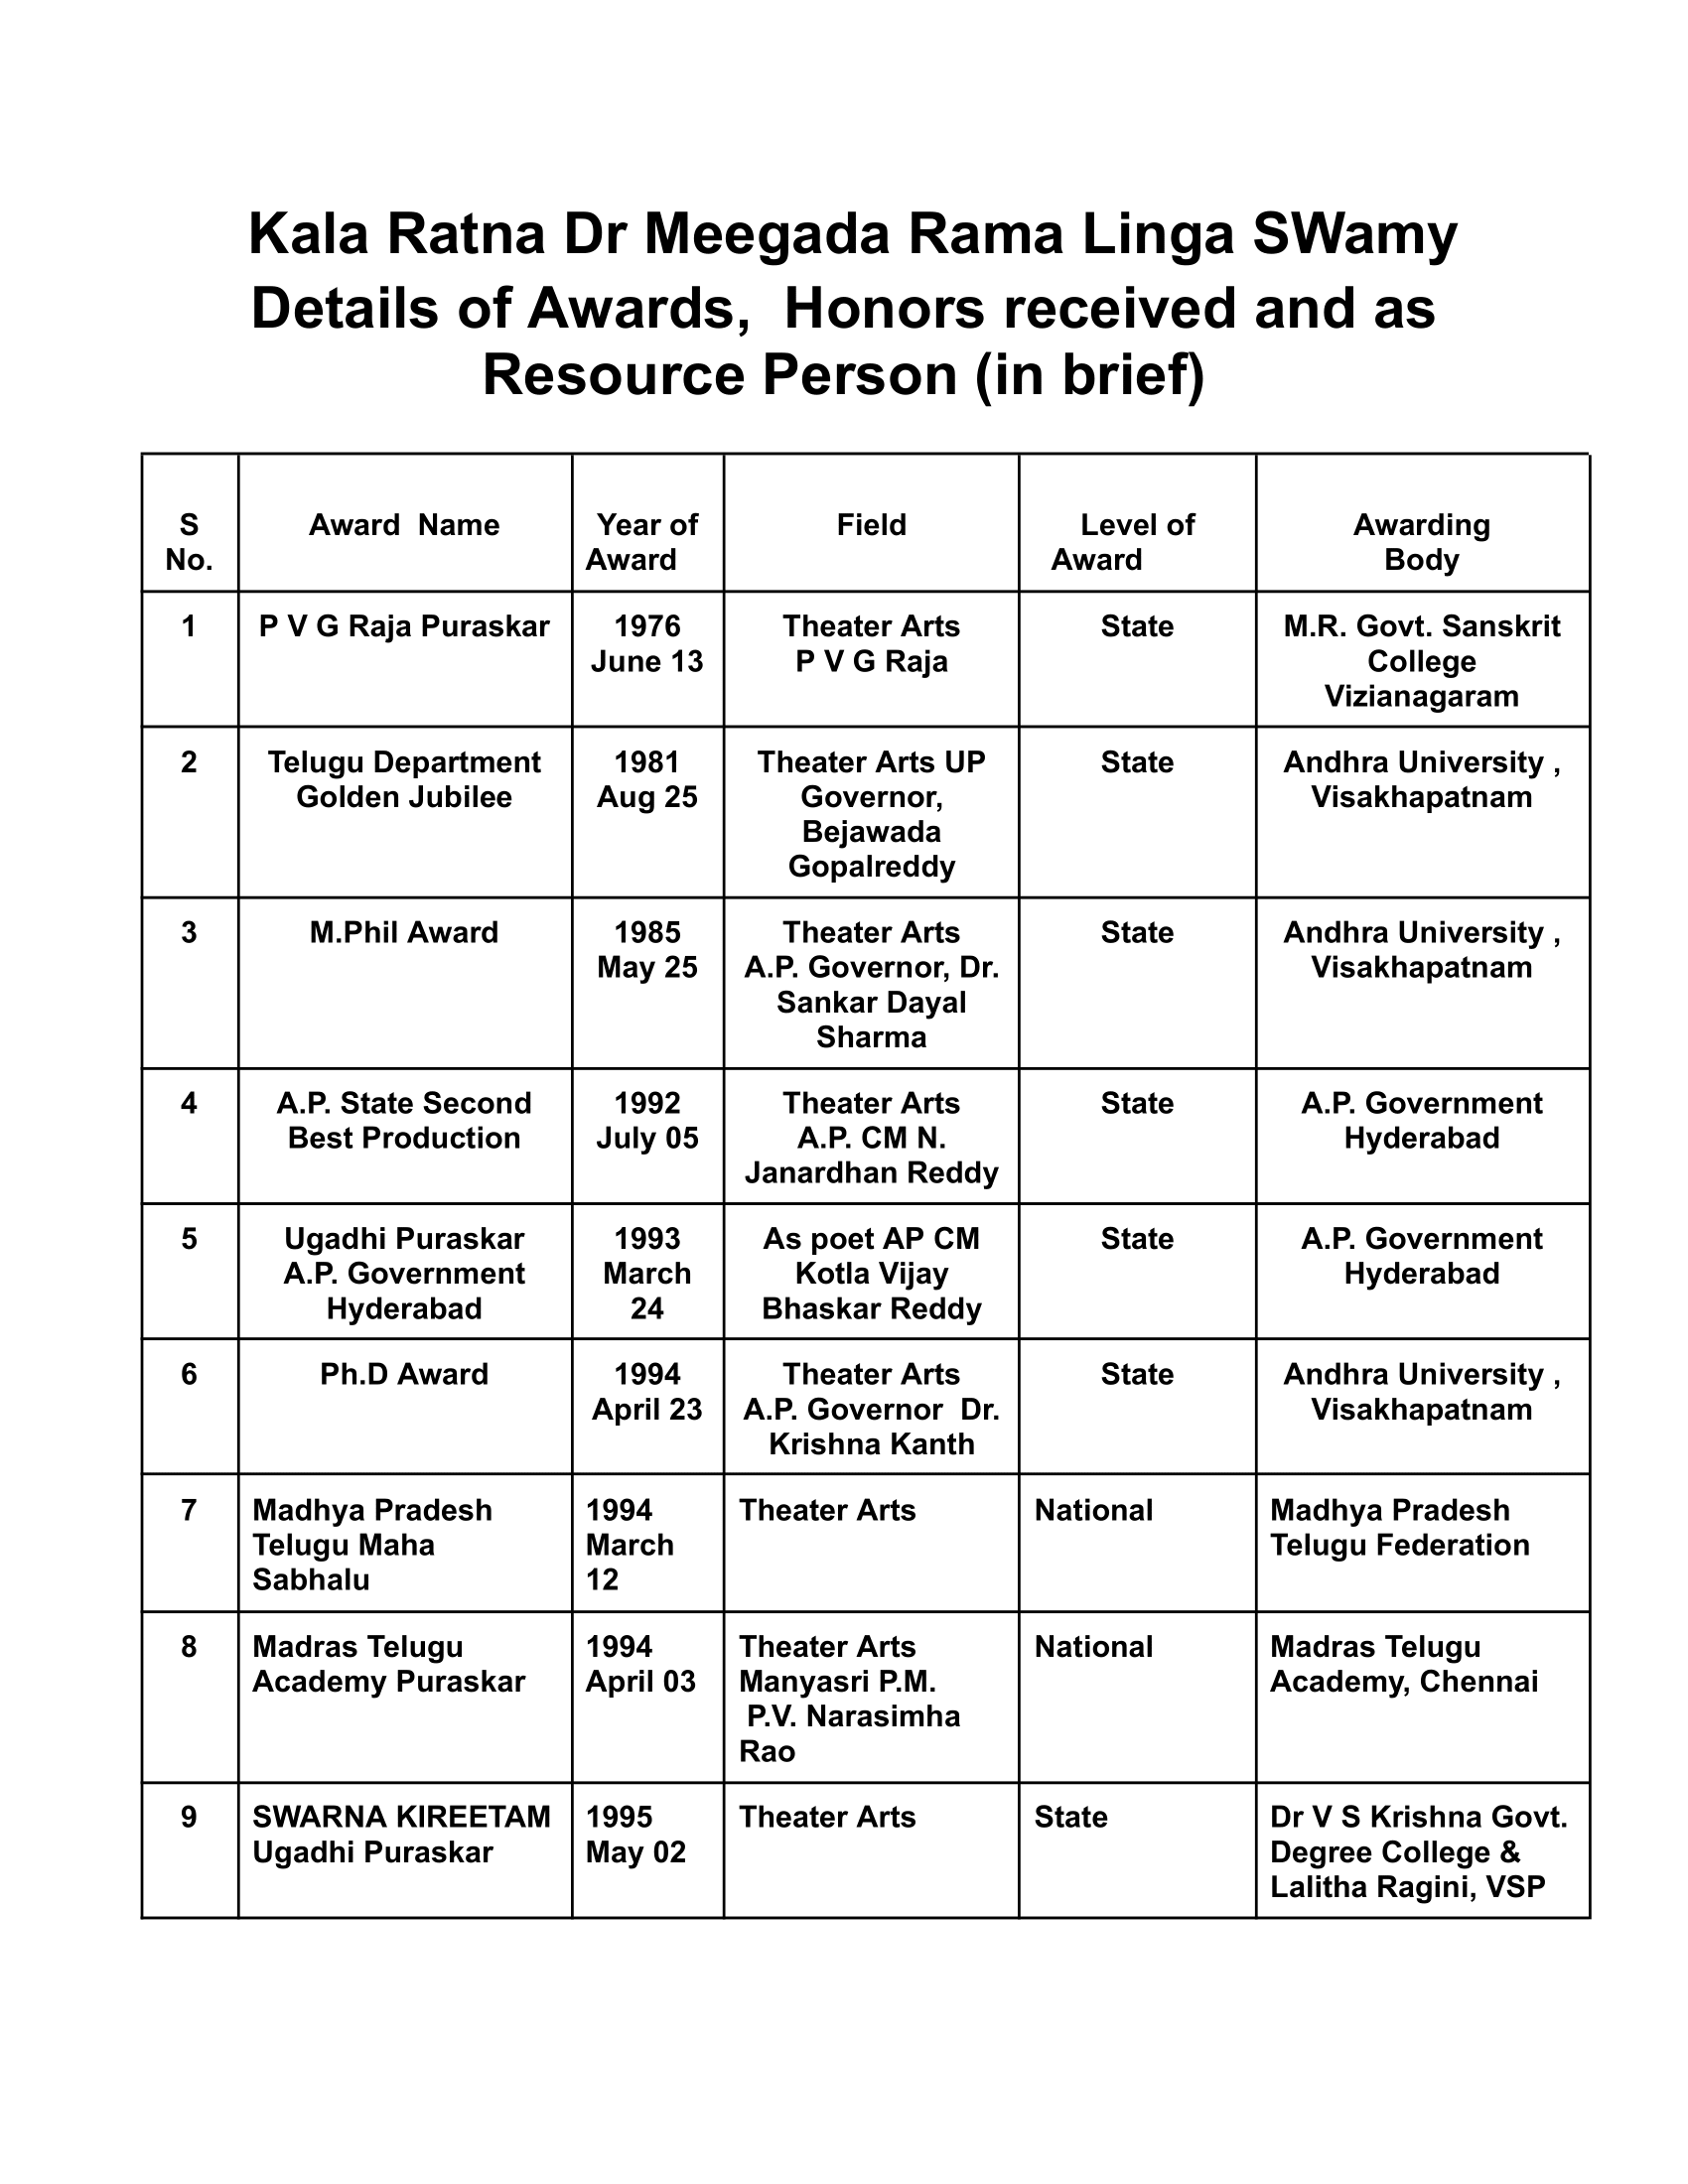 Kala Ratna Dr Meegada Rama Linga SWamy
Details of Awards,  Honors received and as
Resource Person (in brief)
S No. Award  Name Year of Award Field Level of Award Awarding Body
1
P V G Raja Puraskar
1976
June 13
Theater Arts
P V G Raja
State
M.R. Govt. Sanskrit
College
Vizianagaram
2
Telugu Department
Golden Jubilee
1981
Aug 25
Theater Arts UP
Governor,
Bejawada
Gopalreddy
State
Andhra University ,
Visakhapatnam
3
M.Phil Award
1985
May 25
Theater Arts
A.P. Governor, Dr.
Sankar Dayal
Sharma
State
Andhra University ,
Visakhapatnam
4
A.P. State Second
Best Production
1992
July 05
Theater Arts
A.P. CM N.
Janardhan Reddy
State
A.P. Government
Hyderabad
5
Ugadhi Puraskar
A.P. Government
Hyderabad
1993
March
24
As poet AP CM
Kotla Vijay
Bhaskar Reddy
State
A.P. Government
Hyderabad
6
Ph.D Award
1994
April 23
Theater Arts
A.P. Governor  Dr.
Krishna Kanth
State
Andhra University ,
Visakhapatnam
7
Madhya Pradesh
Telugu Maha
Sabhalu
1994
March
12
Theater Arts
National
Madhya Pradesh
Telugu Federation
8
Madras Telugu
Academy Puraskar
1994
April 03
Theater Arts
Manyasri P.M.
P.V. Narasimha
Rao
National
Madras Telugu
Academy, Chennai
9
SWARNA KIREETAM
Ugadhi Puraskar
1995
May 02
Theater Arts
State
Dr V S Krishna Govt.
Degree College &
Lalitha Ragini, VSP